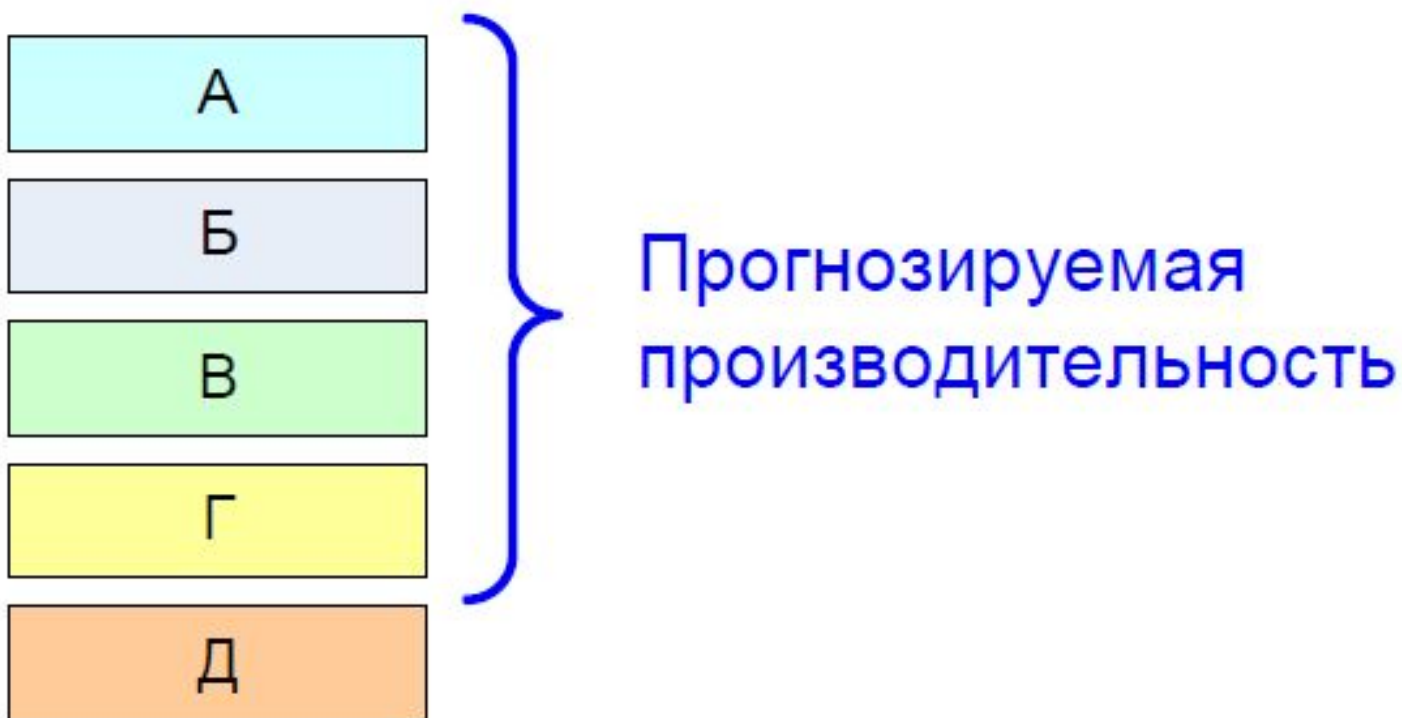 А
Б
В
Г
Д
Прогнозируемая
производительность